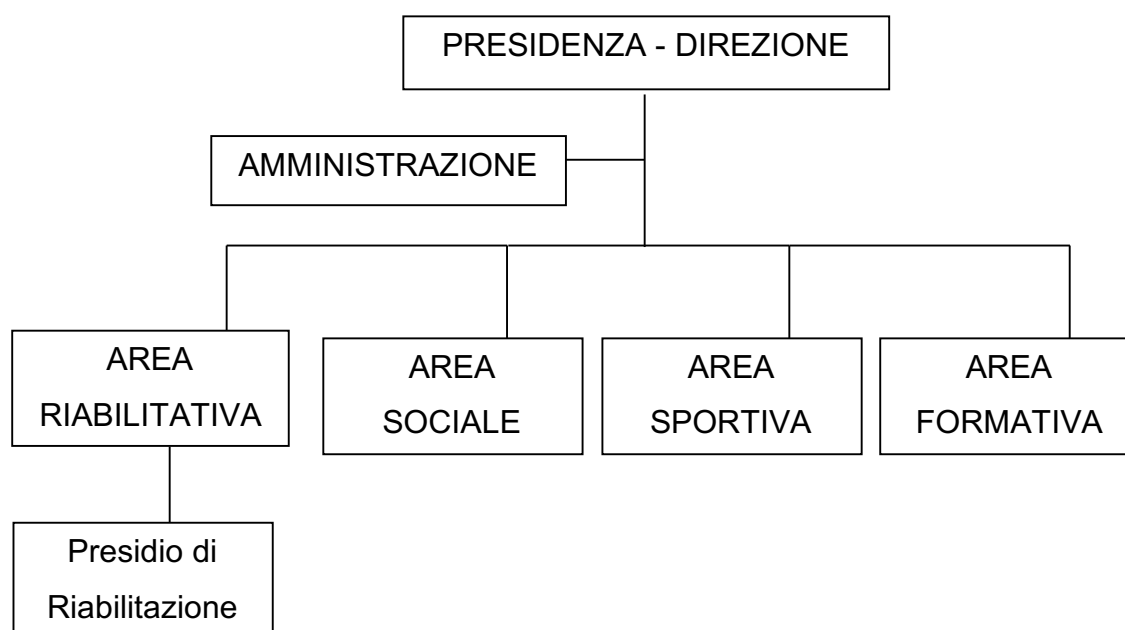 PRESIDENZA - DIREZIONE
AMMINISTRAZIONE
AREA
RIABILITATIVA
AREA
SOCIALE
AREA
SPORTIVA
AREA
FORMATIVA
Presidio di
Riabilitazione